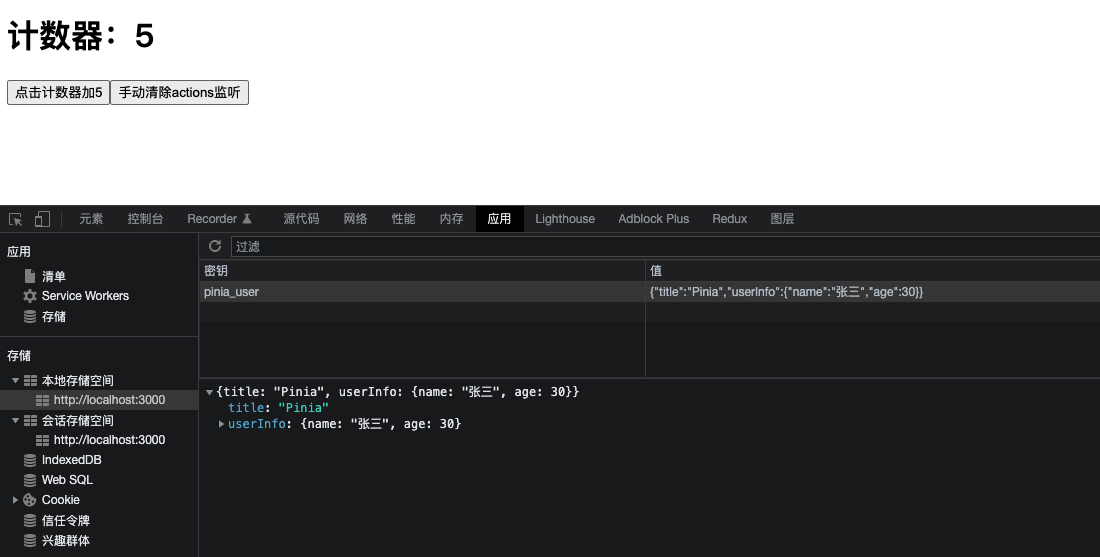 计数器：5
点击计数器加5 手动清除actions监听
元素 控制台 Recorder 源代码 网络 性能 内存 应用 Lighthouse Adblock Plus Redux 图层
应用
清单
Service Workers
存储
存储
本地存储空间
http://localhost:3000
会话存储空间
http://localhost:3000
IndexedDB
Web SQL
Cookie
信任令牌
兴趣群体
过滤
密钥 值
pinia_user {"title":"Pinia","userInfo":{"name":"张三","age":30}}
{title: "Pinia", userInfo: {name: "张三", age: 30}}
title: "Pinia"
userInfo: {name: "张三", age: 30}